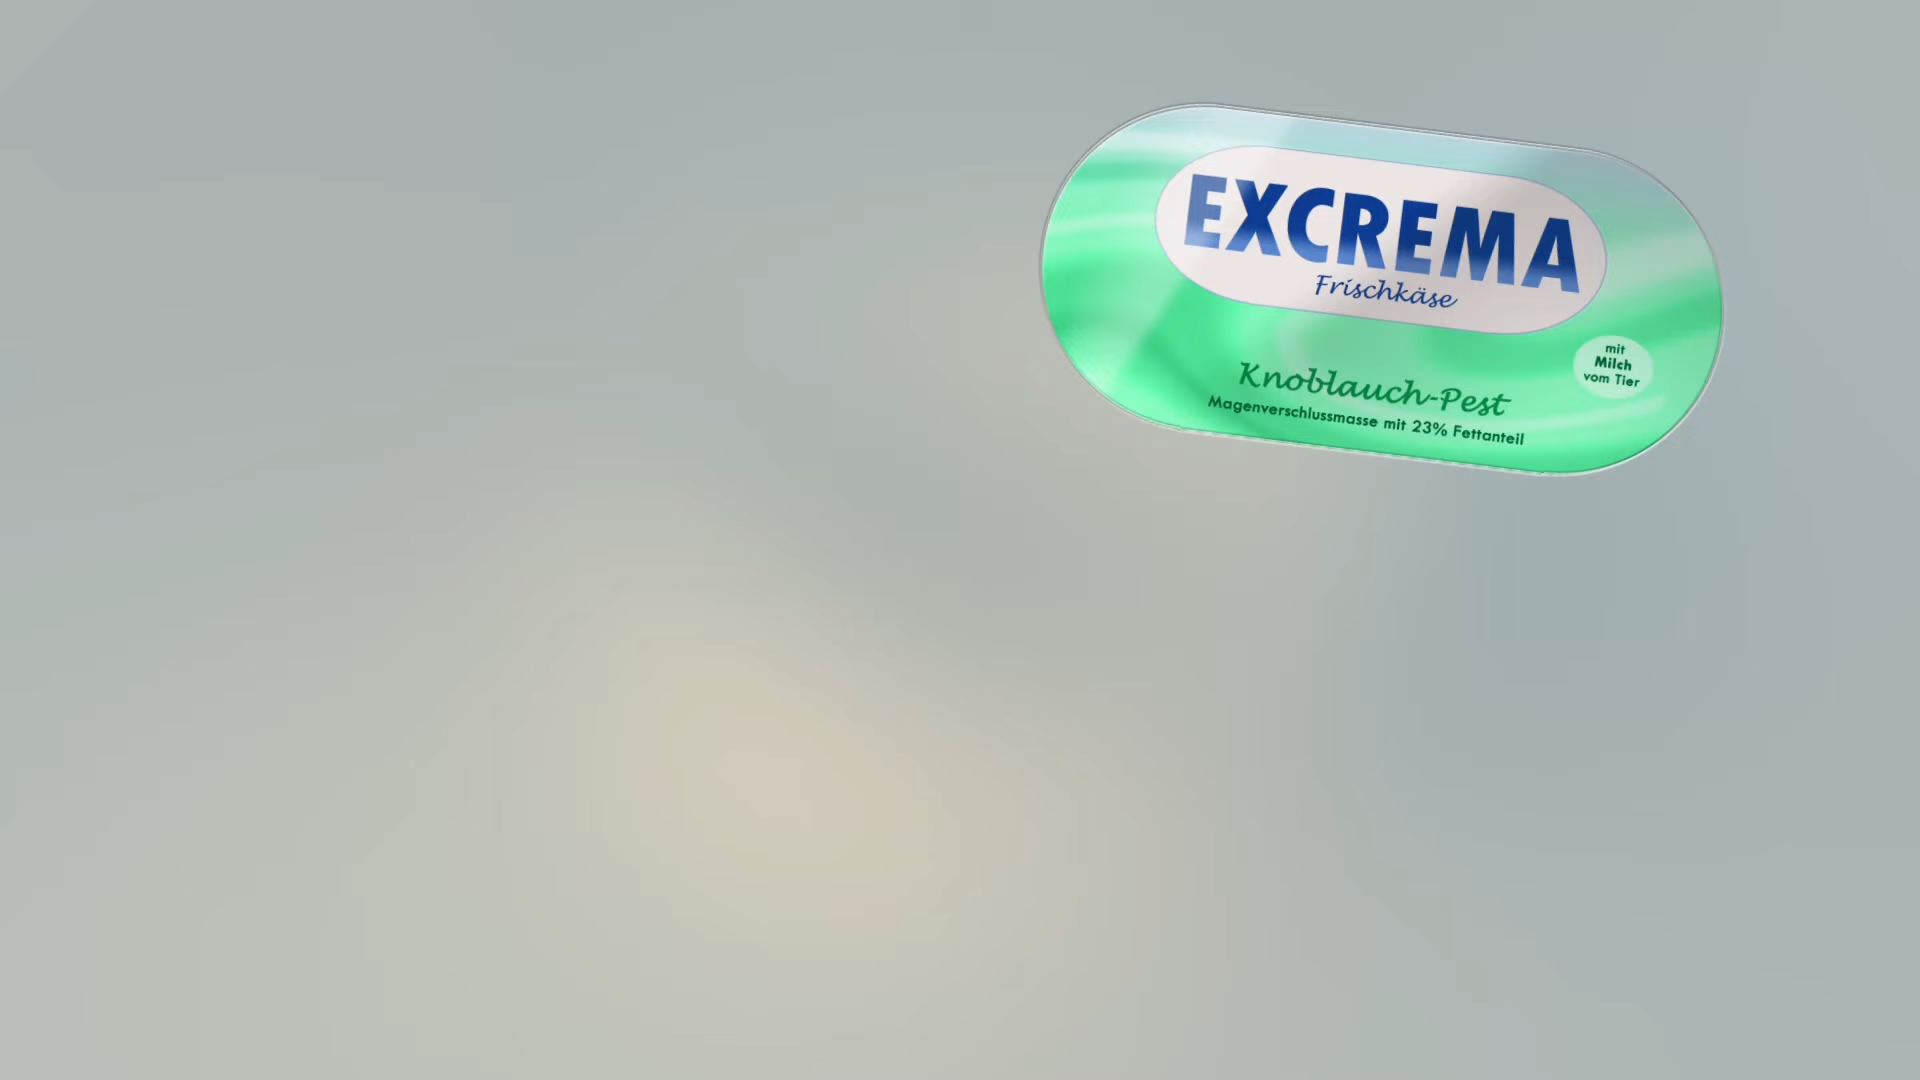 EXCREMA
Frischkäse
mit
Milch
vom Tier
Knoblauch-Pest
Magenverschlussmasse mit 23% Fettanteil